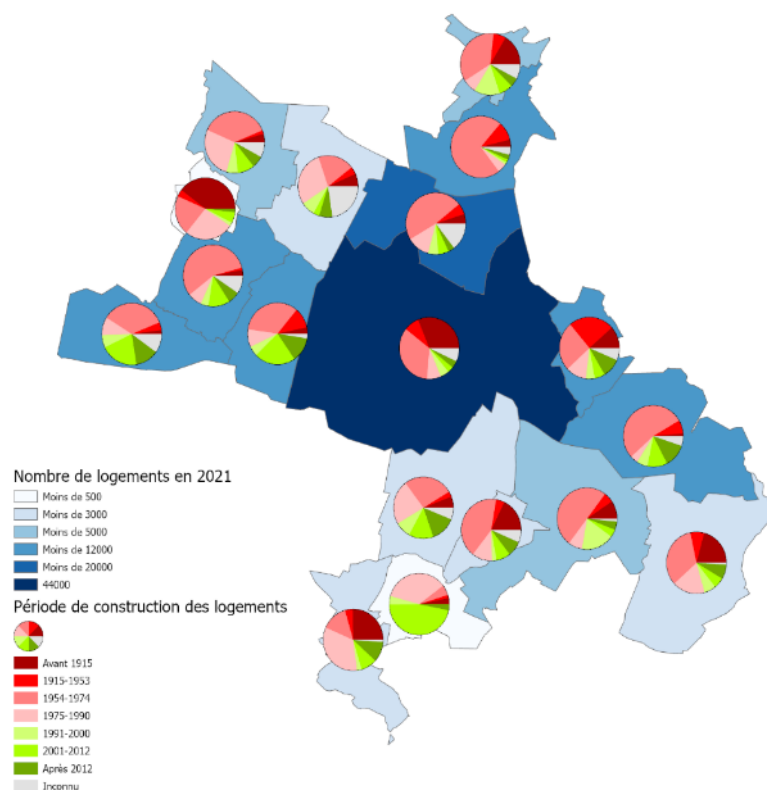 Nombre de logements en 2021
Moins de 500
Moins de 3000
Moins de 5000
Moins de 12000
Moins de 20000
44000
Période de construction des logements
Avant 1915
1915-1953
1954-1974
1975-1990
1991-2000
2001-2012
Après 2012
Inconnu